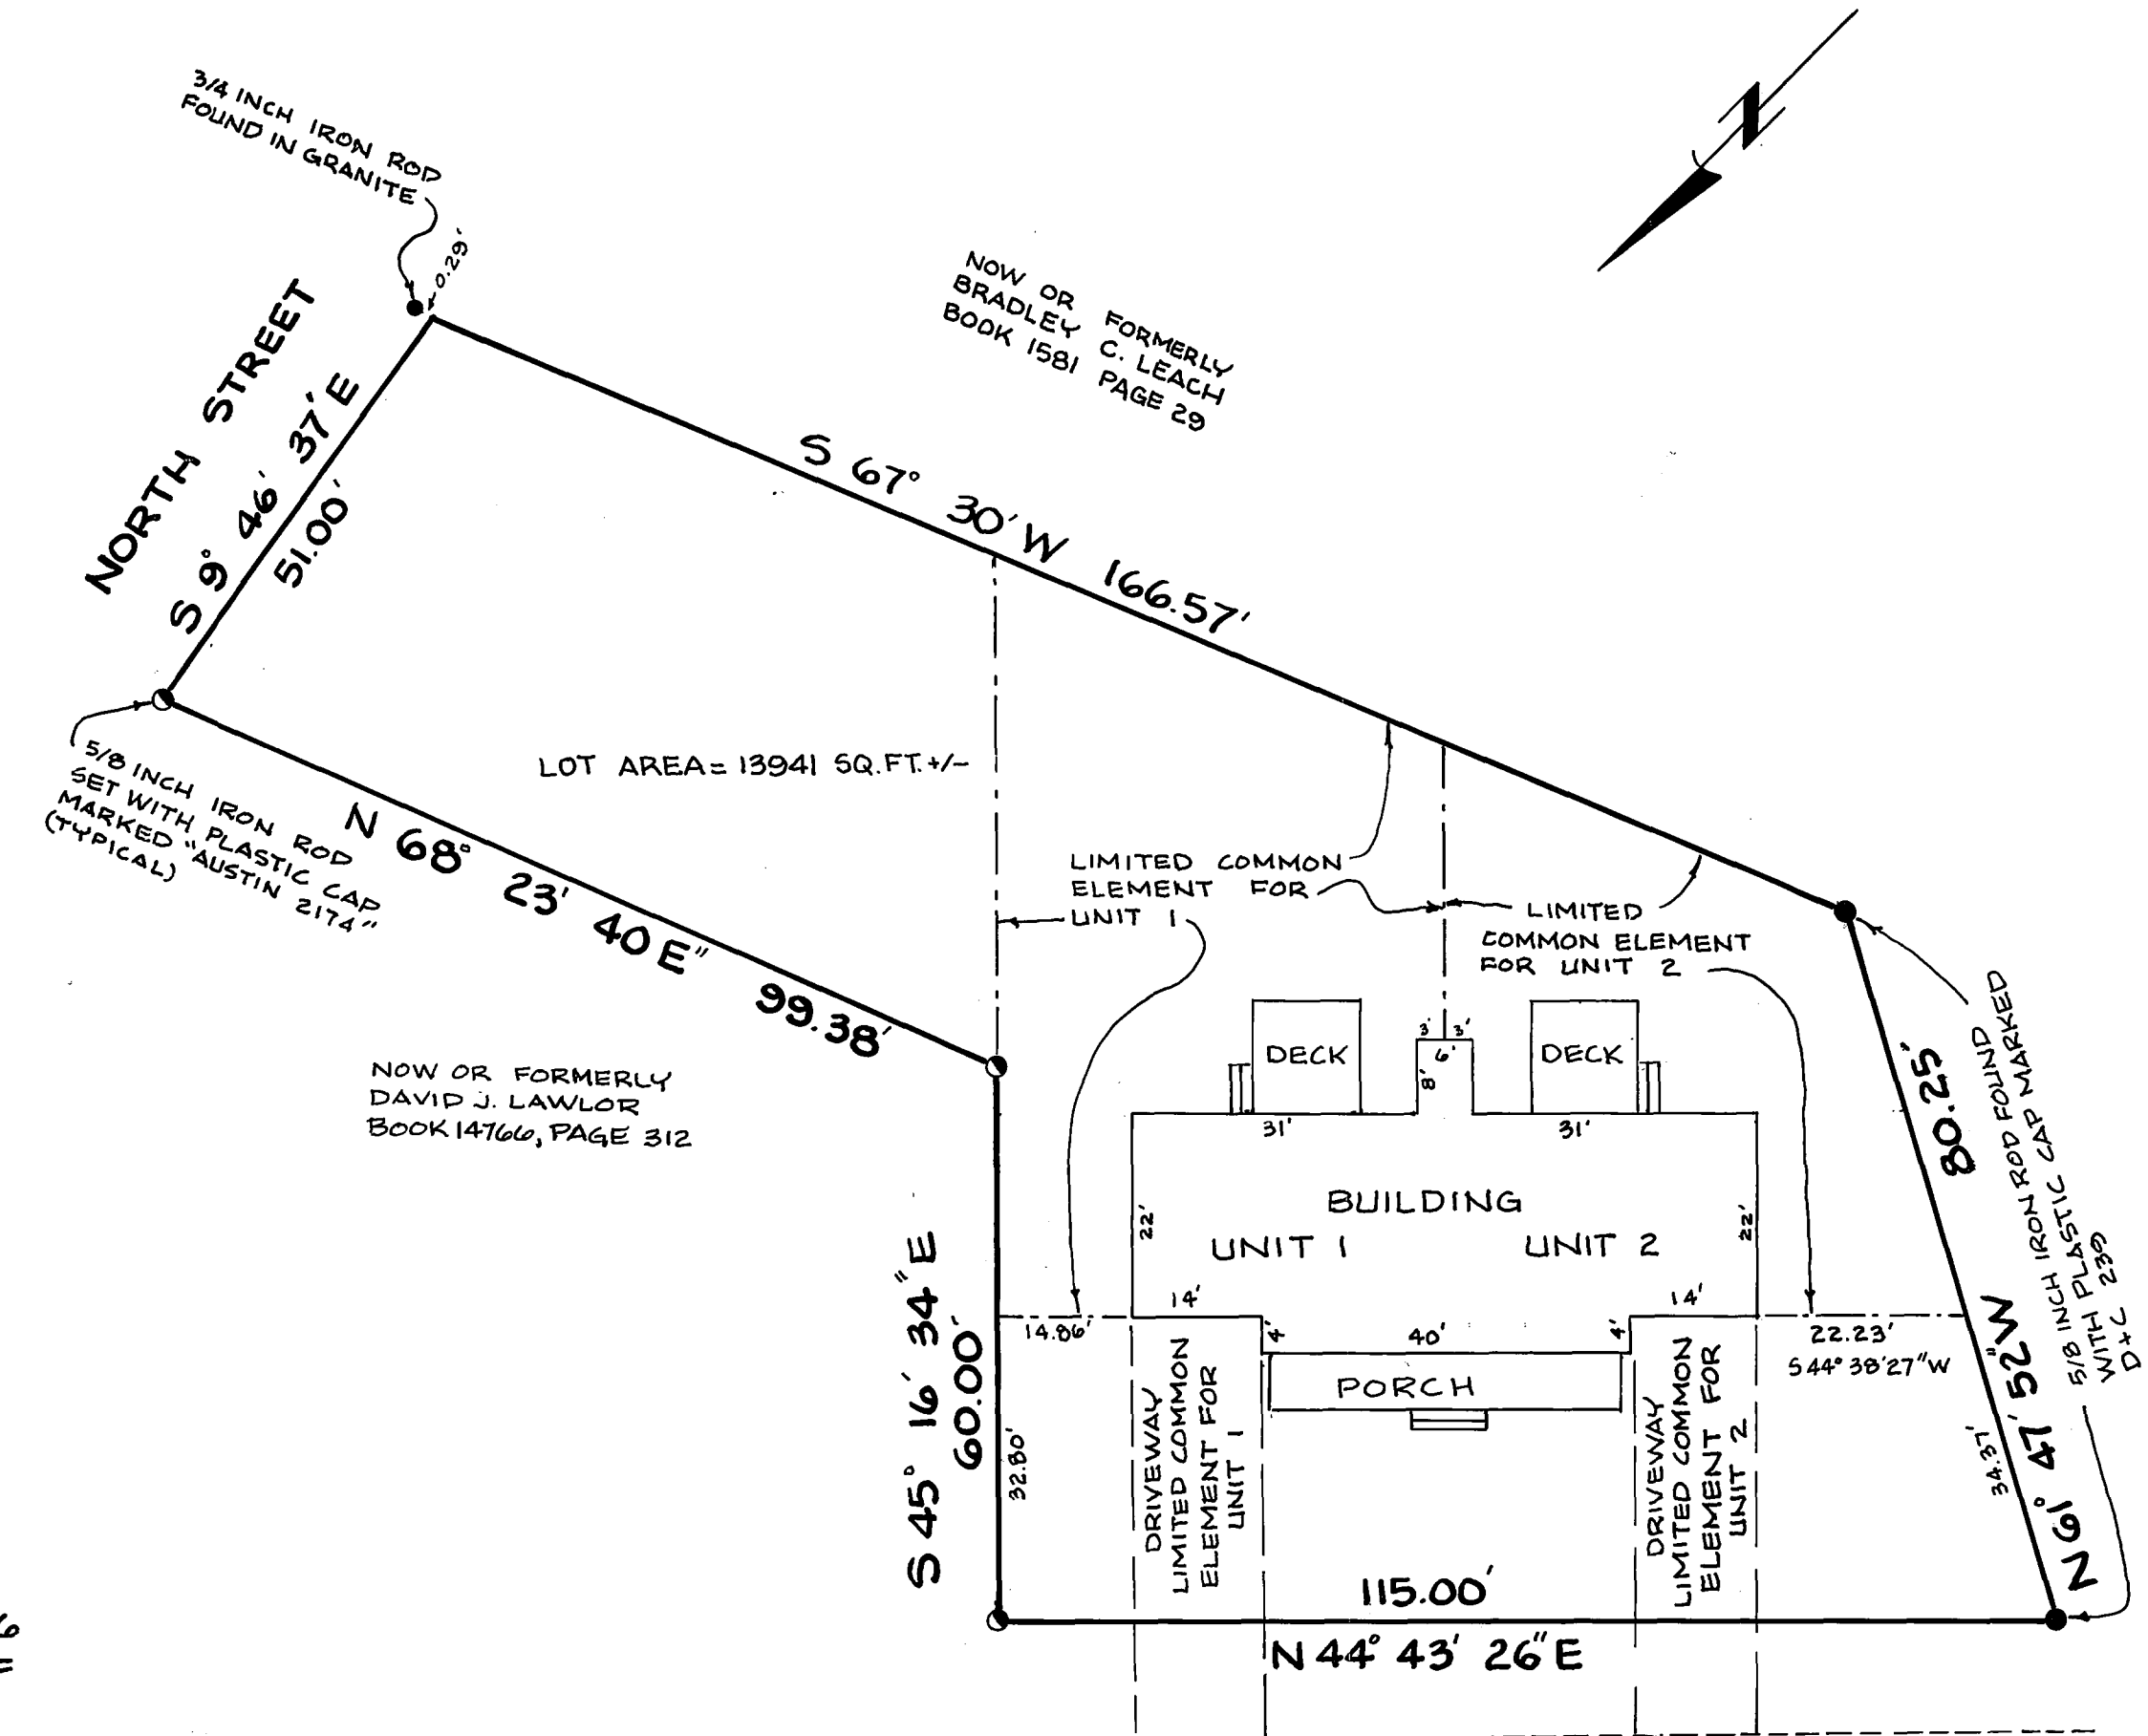 3/4 INCH IRON ROD
FOUND IN GRANITE
0.29'
N
NORTH STREET
S 9° 46' 37" E
51.00'
NOW OR FORMERLY
BRADLEY C. LEACH
BOOK 1581 PAGE 29
S 67° 30' W 166.57'
5/8 INCH IRON ROD
SET WITH PLASTIC CAP
MARKED "AUSTIN 2174"
(TYPICAL)
LOT AREA = 13941 SQ.FT.+/-
N 68° 23' 40 E" 99.38'
NOW OR FORMERLY
DAVID J. LAWLOR
BOOK 14766, PAGE 312
LIMITED COMMON
ELEMENT FOR
UNIT 1
LIMITED
COMMON ELEMENT
FOR UNIT 2
DECK
3' 3'
6'
8'
DECK
31'
31'
22'
BUILDING
22'
UNIT 1
UNIT 2
14'
14'
4'
40'
4'
14.86'
22.23'
S 44° 38' 27" W
PORCH
DRIVEWAY
LIMITED COMMON
ELEMENT FOR
UNIT 1
DRIVEWAY
LIMITED COMMON
ELEMENT FOR
UNIT 2
S 45° 16' 34" E
60.00'
32.80'
80.25'
N 61° 47' 52" W
34.37'
5/8 INCH IRON ROD FOUND
WITH PLASTIC CAP MARKED
D+C 239
115.00'
N 44° 43' 26" E